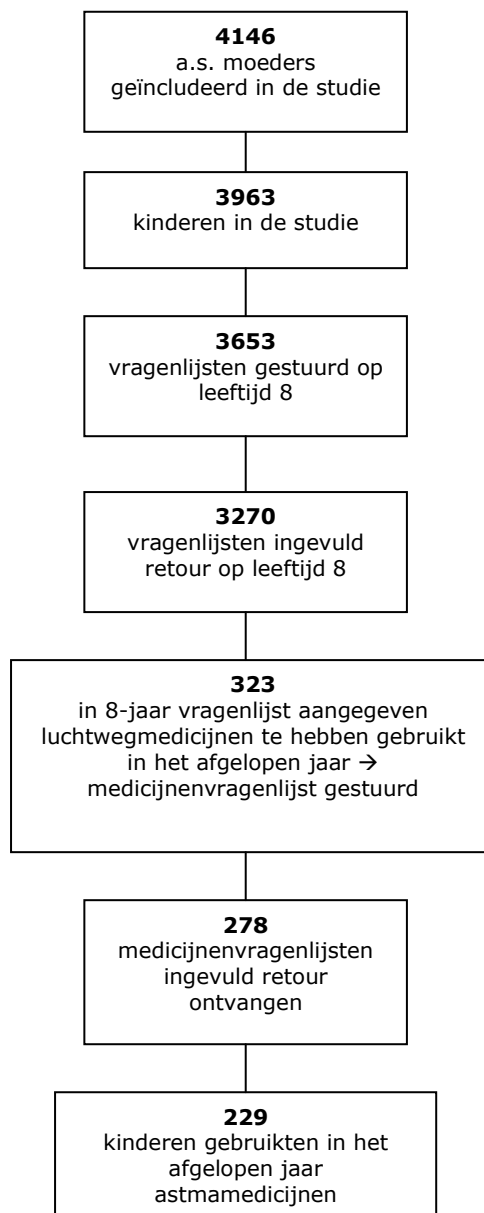 4146
a.s. moeders
geïncludeerd in de studie
3963
kinderen in de studie
3653
vragenlijsten gestuurd op
leeftijd 8
3270
vragenlijsten ingevuld
retour op leeftijd 8
323
in 8-jaar vragenlijst aangegeven
luchtwegmedicijnen te hebben gebruikt
in het afgelopen jaar →
medicijnenvragenlijst gestuurd
278
medicijnenvragenlijsten
ingevuld retour
ontvangen
229
kinderen gebruikten in het
afgelopen jaar
astmamedicijnen